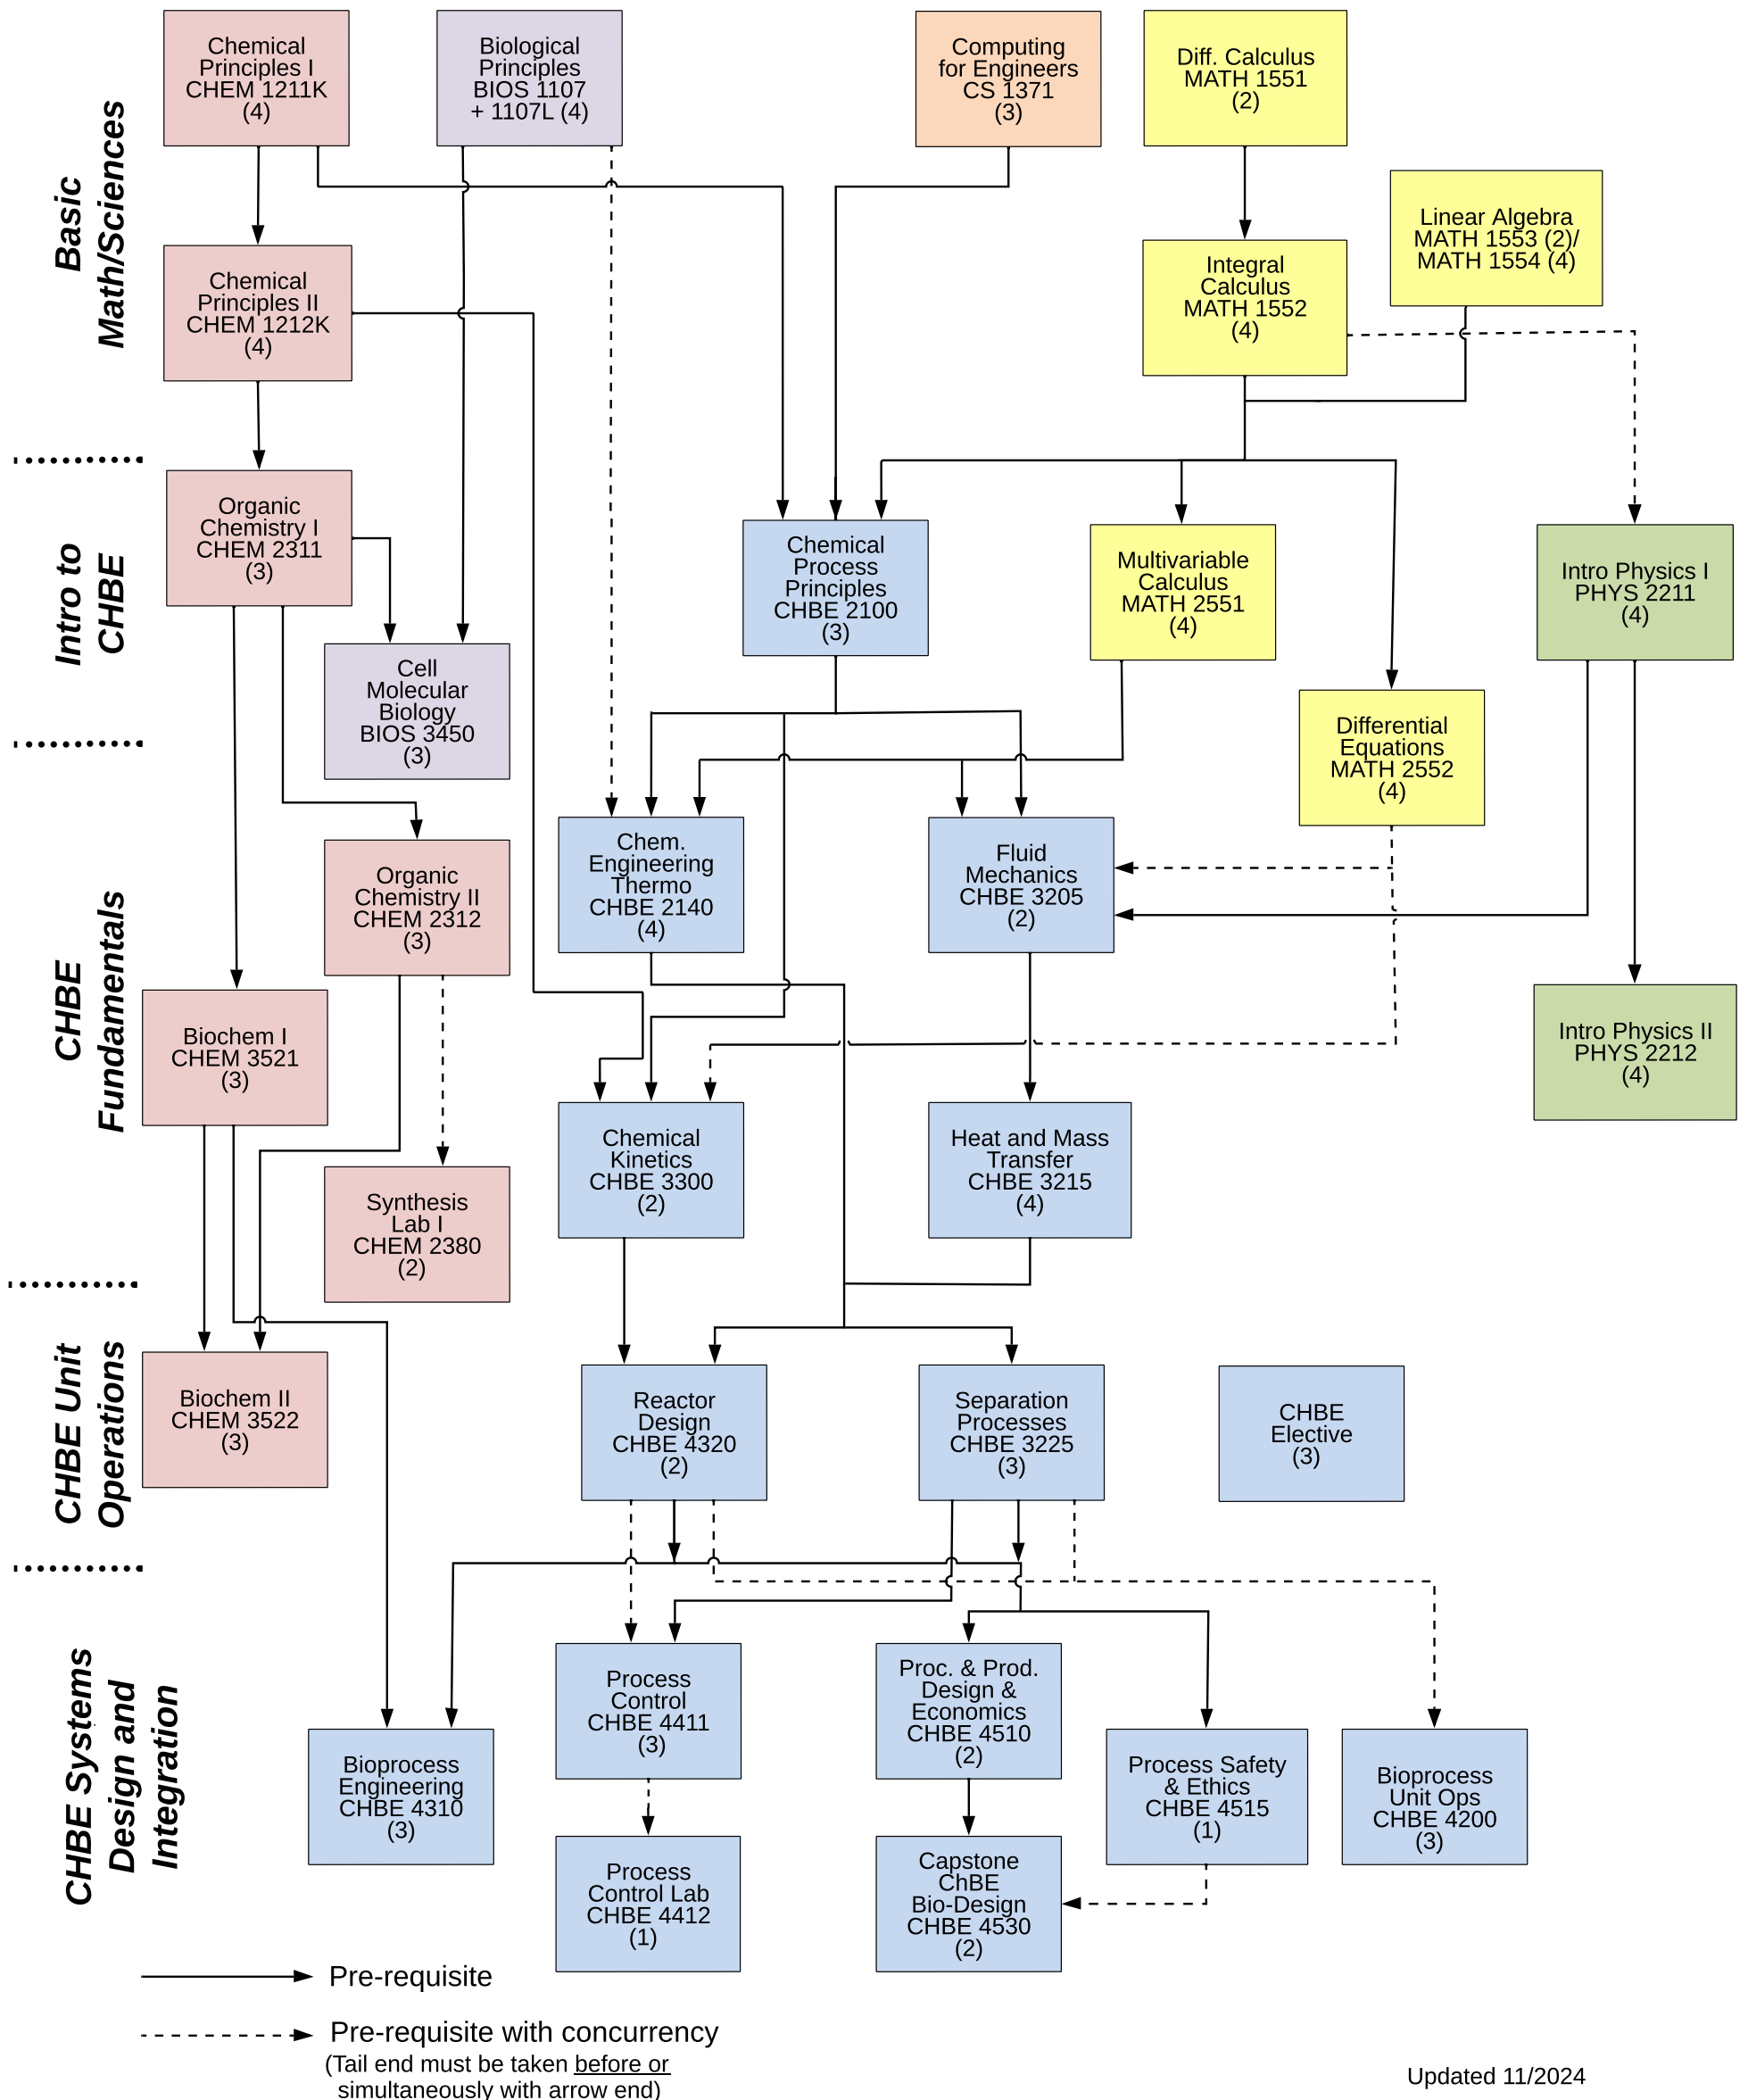 Basic
Math/Sciences
Chemical
Principles I
CHEM 1211K
(4)
Biological
Principles
BIOS 1107
+ 1107L (4)
Computing
for Engineers
CS 1371
(3)
Diff. Calculus
MATH 1551
(2)
Linear Algebra
MATH 1553 (2)/
MATH 1554 (4)
Chemical
Principles II
CHEM 1212K
(4)
Integral
Calculus
MATH 1552
(4)
Intro to
CHBE
Organic
Chemistry I
CHEM 2311
(3)
Chemical
Process
Principles
CHBE 2100
(3)
Multivariable
Calculus
MATH 2551
(4)
Intro Physics I
PHYS 2211
(4)
Cell
Molecular
Biology
BIOS 3450
(3)
Differential
Equations
MATH 2552
(4)
CHBE
Fundamentals
Organic
Chemistry II
CHEM 2312
(3)
Chem.
Engineering
Thermo
CHBE 2140
(4)
Fluid
Mechanics
CHBE 3205
(2)
Biochem I
CHEM 3521
(3)
Intro Physics II
PHYS 2212
(4)
Synthesis
Lab I
CHEM 2380
(2)
Chemical
Kinetics
CHBE 3300
(2)
Heat and Mass
Transfer
CHBE 3215
(4)
CHBE Unit
Operations
Biochem II
CHEM 3522
(3)
Reactor
Design
CHBE 4320
(2)
Separation
Processes
CHBE 3225
(3)
CHBE
Elective
(3)
CHBE Systems
Design and
Integration
Bioprocess
Engineering
CHBE 4310
(3)
Process
Control
CHBE 4411
(3)
Proc. & Prod.
Design &
Economics
CHBE 4510
(2)
Process Safety
& Ethics
CHBE 4515
(1)
Bioprocess
Unit Ops
CHBE 4200
(3)
Process
Control Lab
CHBE 4412
(1)
Capstone
ChBE
Bio-Design
CHBE 4530
(2)
Pre-requisite
Pre-requisite with concurrency
(Tail end must be taken before or
simultaneously with arrow end)
Updated 11/2024